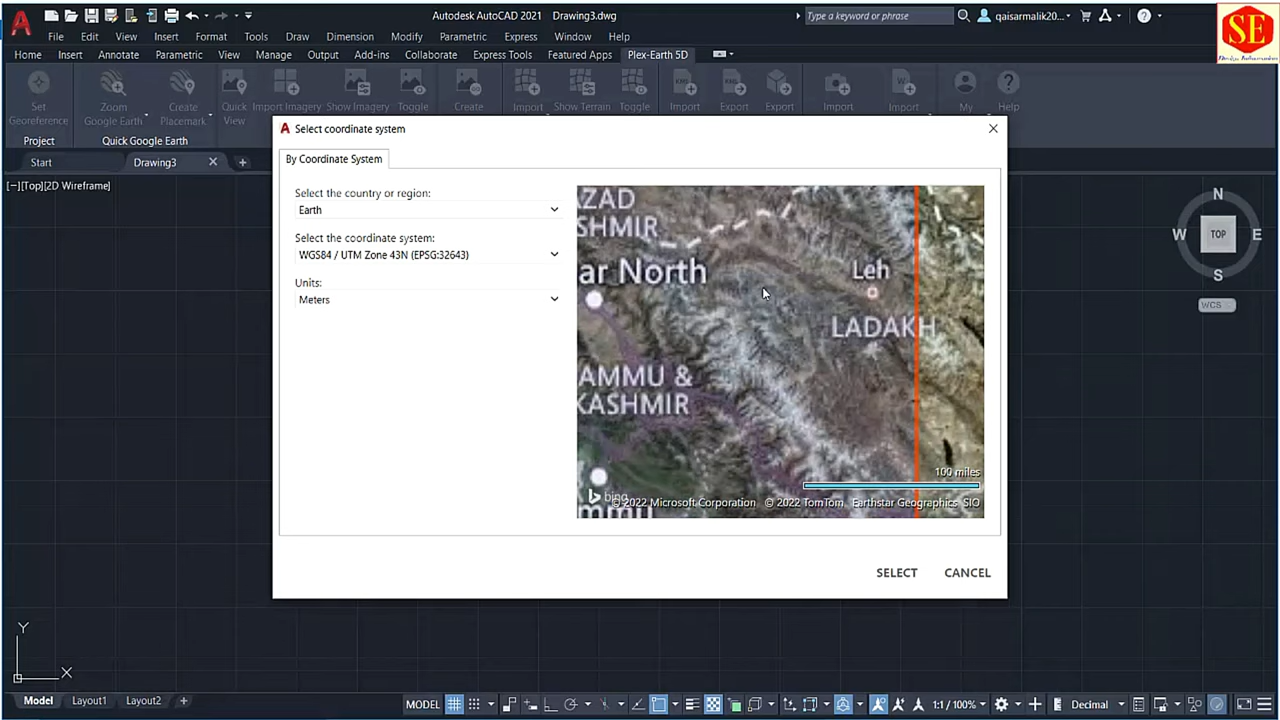 Autodesk AutoCAD 2021 Drawing3.dwg
Type a keyword or phrase
qaisarmalik20...
SE
File Edit View Insert Format Tools Draw Dimension Modify Parametric Express Window Help
Home Insert Annotate Parametric View Manage Output Add-ins Collaborate Express Tools Featured Apps Plex-Earth 5D
Set Georeference
Zoom Google Earth
Create Placemark
Quick View
Import Imagery
Show Imagery
Toggle
Create
Import
Show Terrain
Toggle
Import
Export
Export
Import
Import
My
Help
Project
Quick Google Earth
Start
Drawing3
[−][Top][2D Wireframe]
Select coordinate system
By Coordinate System
Select the country or region:
Earth
Select the coordinate system:
WGS84 / UTM Zone 43N (EPSG:32643)
Units:
Meters
ZAD
SHMIR
ar North
Leh
LADAKH
AMMU &
KASHMIR
100 miles
bing
© 2022 Microsoft Corporation © 2022 TomTom Earthstar Geographics SIO
mmu
SELECT
CANCEL
N
W
TOP
E
S
WCS
Y
X
Model Layout1 Layout2
MODEL
1:1 / 100%
Decimal